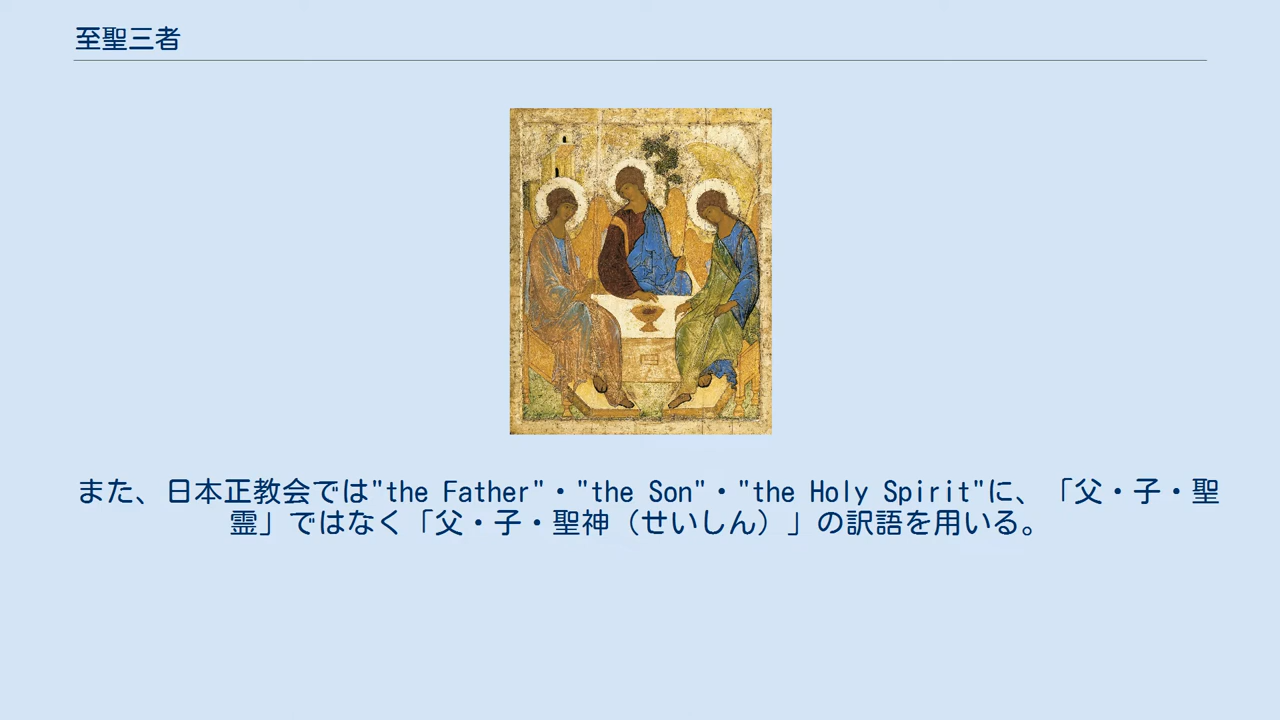 至聖三者
また、日本正教会では"the Father"・"the Son"・"the Holy Spirit"に、「父・子・聖
霊」ではなく「父・子・聖神（せいしん）」の訳語を用いる。